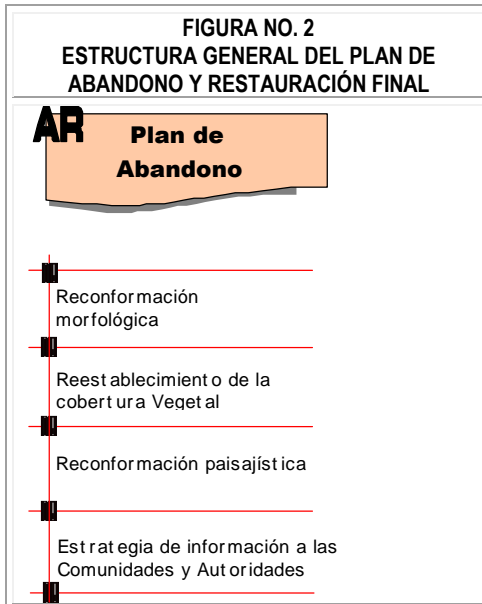 FIGURA NO. 2
ESTRUCTURA GENERAL DEL PLAN DE
ABANDONO Y RESTAURACIÓN FINAL
AR
Plan de
Abandono
Reconformación
morfológica
Reestablecimiento de la
cobertura Vegetal
Reconformación paisajística
Estrategia de información a las
Comunidades y Autoridades